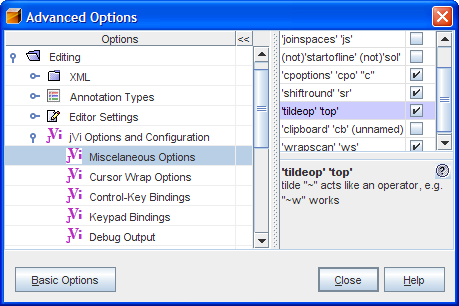 Advanced Options
Options <<
Editing
XML
Annotation Types
Editor Settings
jVi Options and Configuration
Miscelaneous Options
Cursor Wrap Options
Control-Key Bindings
Keypad Bindings
Debug Output
'joinspaces' 'js'
(not)'startofline' (not)'sol'
'cpoptions' 'cpo' "c"
'shiftround' 'sr'
'tildeop' 'top'
'clipboard' 'cb' (unnamed)
'wrapscan' 'ws'
'tildeop' 'top'
tilde "~" acts like an operator, e.g.
"~w" works
Basic Options
Close
Help